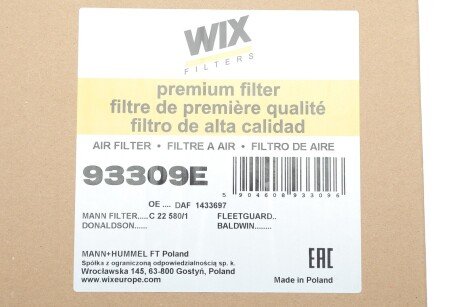 WIX
FILTERS
premium filter
filtre de première qualité
filtro de alta calidad
AIR FILTER • FILTRE A AIR • FILTRO DE AIRE
93309E
5 904608 933096
OE .... DAF 1433697
MANN FILTER.....C 22 580/1 FLEETGUARD..
DONALDSON...... BALDWIN........
MANN+HUMMEL FT Poland
Spółka z ograniczoną odpowiedzialnością sp. k.
Wrocławska 145, 63-800 Gostyń, Poland
www.wixeurope.com
EAC
Made in Poland